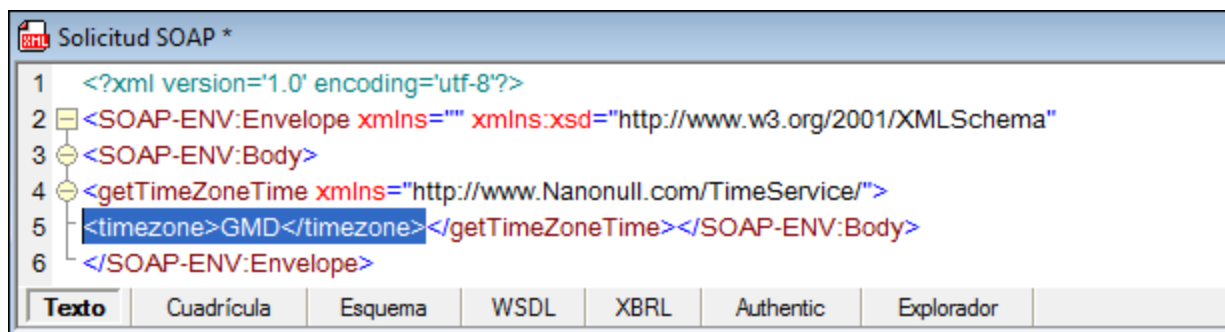 Solicitud SOAP *
1 <?xml version='1.0' encoding='utf-8'?>
2 <SOAP-ENV:Envelope xmlns="" xmlns:xsd="http://www.w3.org/2001/XMLSchema"
3 <SOAP-ENV:Body>
4 <getTimeZoneTime xmlns="http://www.Nanonull.com/TimeService/">
5 <timezone>GMD</timezone></getTimeZoneTime></SOAP-ENV:Body>
6 </SOAP-ENV:Envelope>
Texto Cuadrícula Esquema WSDL XBRL Authentic Explorador